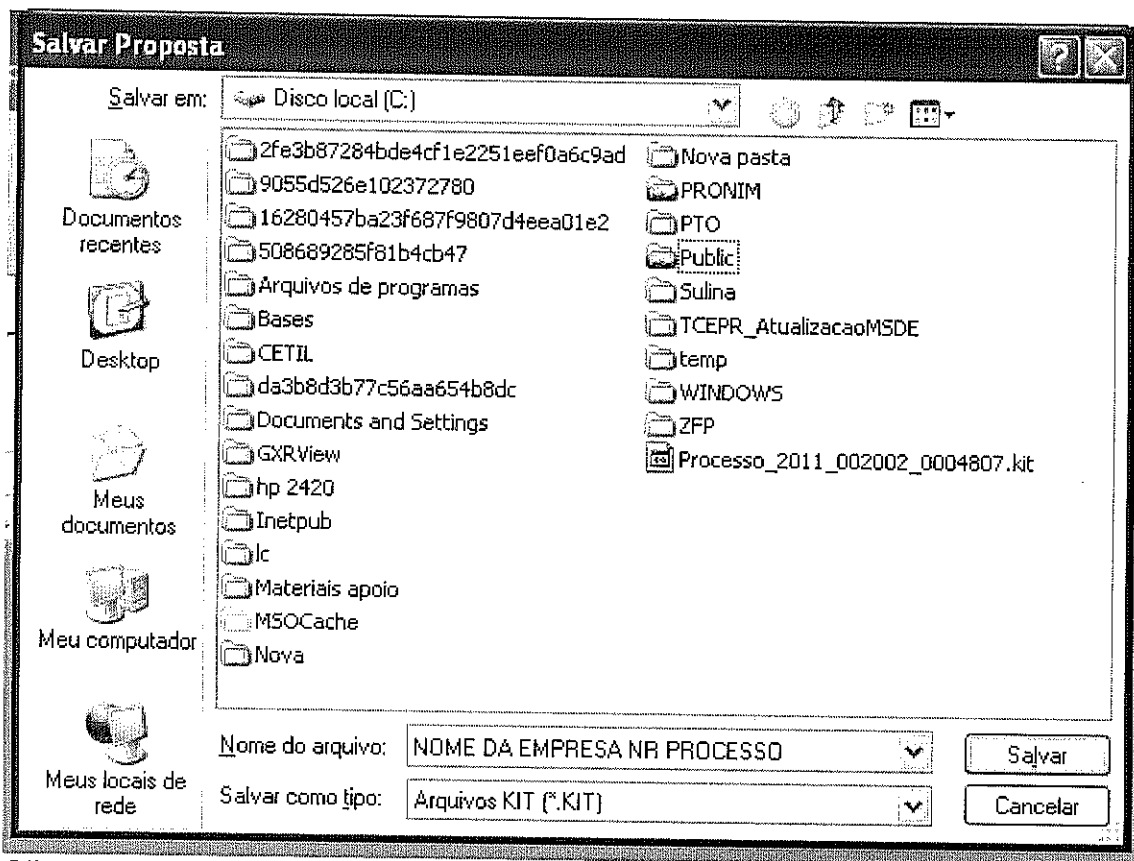 Salvar Proposta
Salvar em:
Disco local (C:)
Documentos
recentes
Desktop
Meus
documentos
Meu computador
Meus locais de
rede
2fe3b87284bde4cf1e2251eef0a6c9ad
9055d526e102372780
16280457ba23f687f9807d4eea01e2
508689285f81b4cb47
Arquivos de programas
Bases
CETIL
da3b8d3b77c56aa654b8dc
Documents and Settings
GXRView
hp 2420
Inetpub
lc
Materiais apoio
MSOCache
Nova
Nova pasta
PRONIM
PTO
Public
Sulina
TCEPR_AtualizacaoMSDE
temp
WINDOWS
ZFP
Processo_2011_002002_0004807.kit
Nome do arquivo:
NOME DA EMPRESA NR PROCESSO
Salvar
Salvar como tipo:
Arquivos KIT (*.KIT)
Cancelar